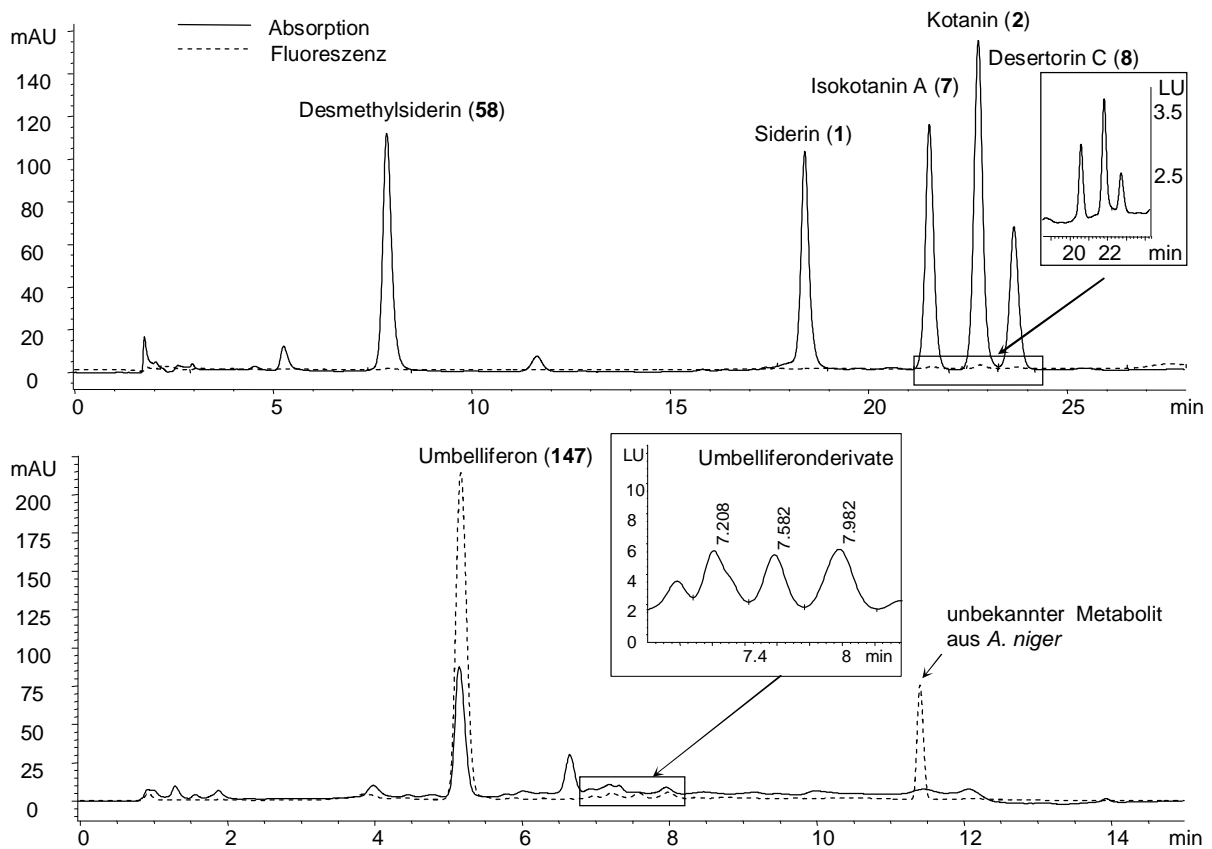 mAU
Absorption
Fluoreszenz
Kotanin (2)
Desertorin C (8)
Isokotanin A (7)
Desmethylsiderin (58)
Siderin (1)
LU
3.5
2.5
20 22 min
140
120
100
80
60
40
20
0
0 5 10 15 20 25 min
mAU
Umbelliferon (147)
LU
Umbelliferonderivate
10
8
6
4
2
0
7.208
7.582
7.982
7.4 8 min
unbekannter Metabolit
aus A. niger
200
175
150
125
100
75
50
25
0
0 2 4 6 8 10 12 14 min